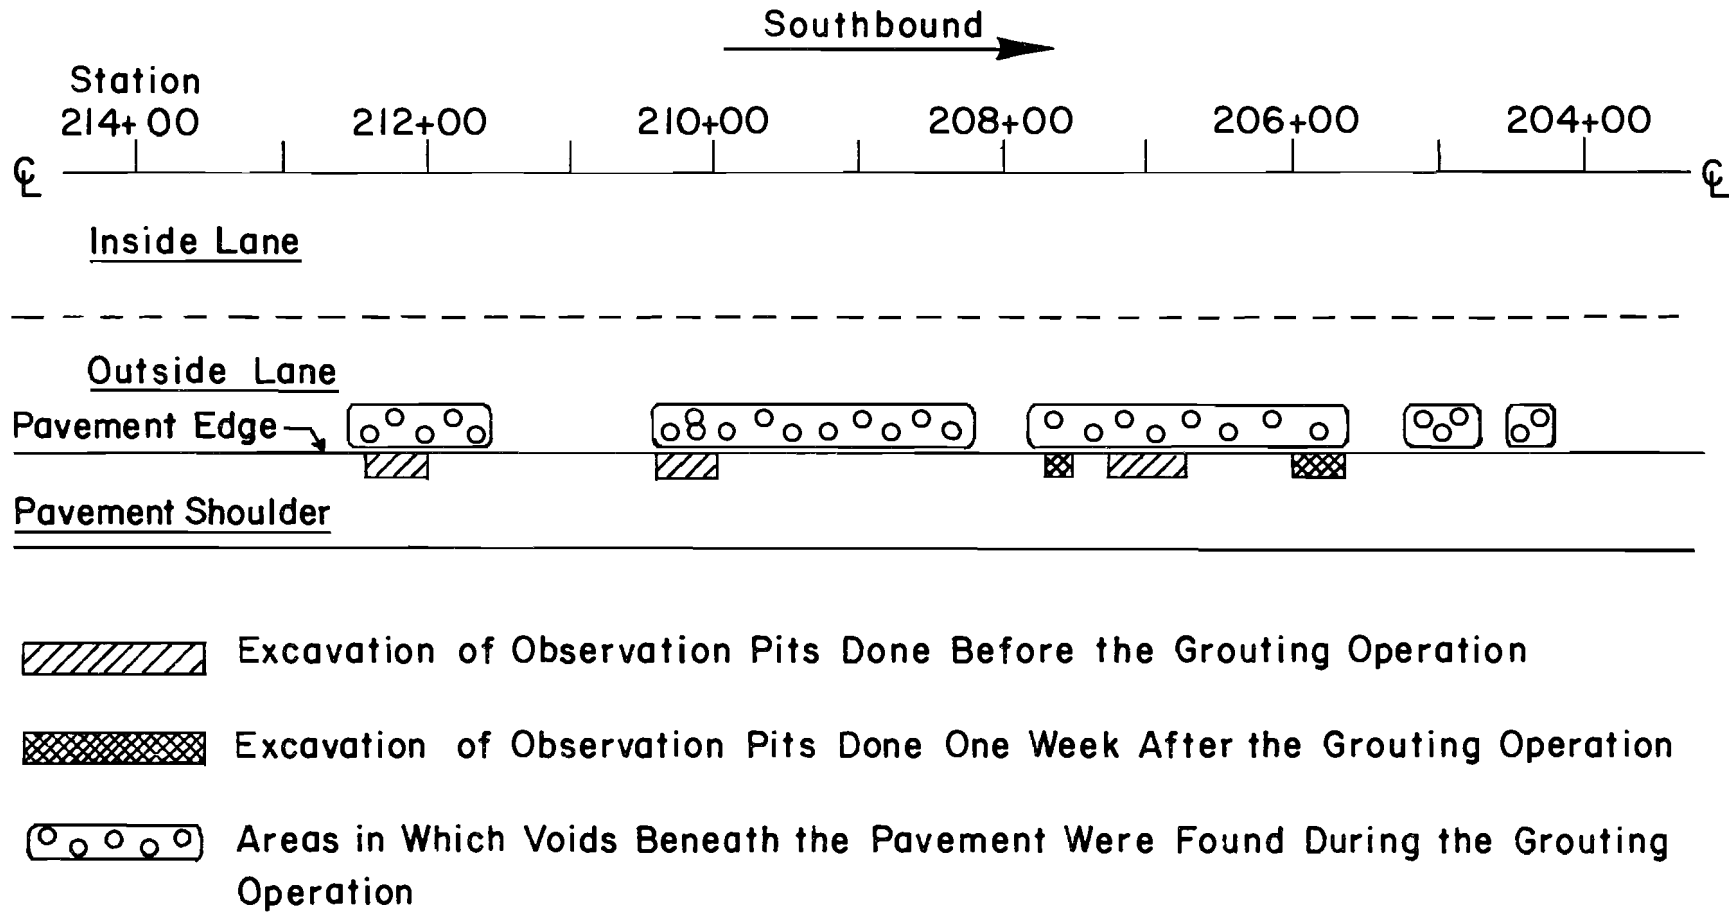 Southbound
Station
214+00 212+00 210+00 208+00 206+00 204+00
℄ ℄
Inside Lane
Outside Lane
Pavement Edge
Pavement Shoulder
Excavation of Observation Pits Done Before the Grouting Operation
Excavation of Observation Pits Done One Week After the Grouting Operation
Areas in Which Voids Beneath the Pavement Were Found During the Grouting
Operation